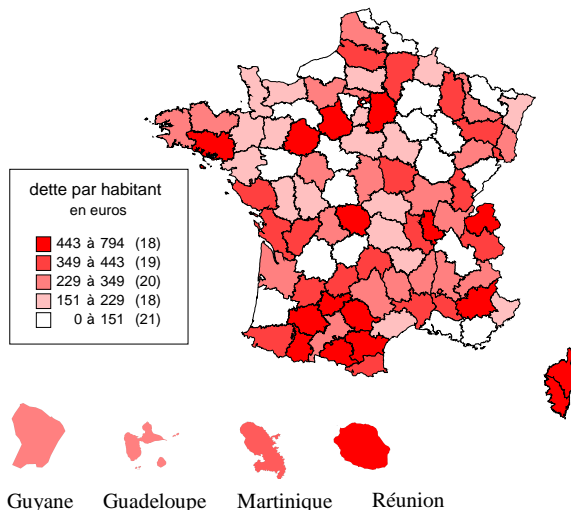 dette par habitant
en euros
443 à 794 (18)
349 à 443 (19)
229 à 349 (20)
151 à 229 (18)
0 à 151 (21)
Guyane Guadeloupe Martinique Réunion